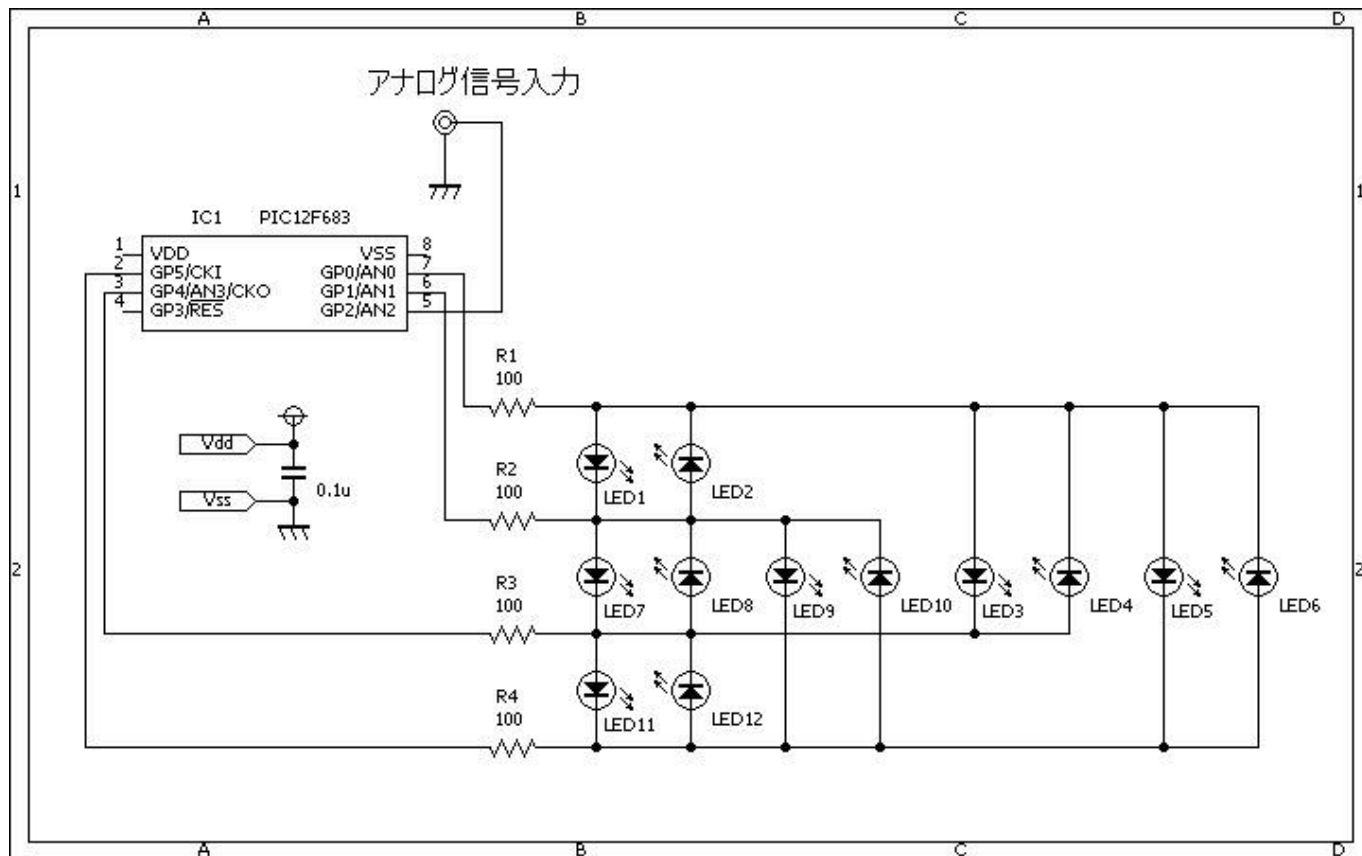 A B C D
アナログ信号入力
1 1
IC1 PIC12F683
1 VDD VSS 8
2 GP5/CKI GP0/AN0 7
3 GP4/AN3/CKO GP1/AN1 6
4 GP3/RES GP2/AN2 5
R1
100
Vdd
Vss
0.1u
R2
100
LED1 LED2
2 2
R3
100
LED7 LED8 LED9 LED10 LED3 LED4 LED5 LED6
R4
100
LED11 LED12
A B C D